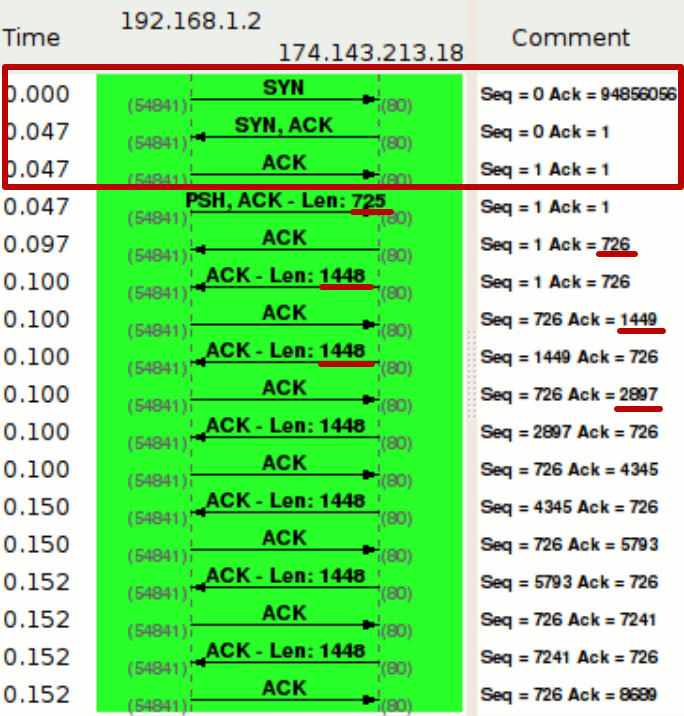 192.168.1.2
Time 174.143.213.18 Comment
0.000 SYN Seq = 0 Ack = 94856056
(54841) (80)
0.047 SYN, ACK Seq = 0 Ack = 1
(54841) (80)
0.047 ACK Seq = 1 Ack = 1
(54841) (80)
0.047 PSH, ACK - Len: 725 Seq = 1 Ack = 1
(54841) (80)
0.097 ACK Seq = 1 Ack = 726
(54841) (80)
0.100 ACK - Len: 1448 Seq = 1 Ack = 726
(54841) (80)
0.100 ACK Seq = 726 Ack = 1449
(54841) (80)
0.100 ACK - Len: 1448 Seq = 1449 Ack = 726
(54841) (80)
0.100 ACK Seq = 726 Ack = 2897
(54841) (80)
0.100 ACK - Len: 1448 Seq = 2897 Ack = 726
(54841) (80)
0.100 ACK Seq = 726 Ack = 4345
(54841) (80)
0.150 ACK - Len: 1448 Seq = 4345 Ack = 726
(54841) (80)
0.150 ACK Seq = 726 Ack = 5793
(54841) (80)
0.152 ACK - Len: 1448 Seq = 5793 Ack = 726
(54841) (80)
0.152 ACK Seq = 726 Ack = 7241
(54841) (80)
0.152 ACK - Len: 1448 Seq = 7241 Ack = 726
(54841) (80)
0.152 ACK Seq = 726 Ack = 8689
(54841) (80)